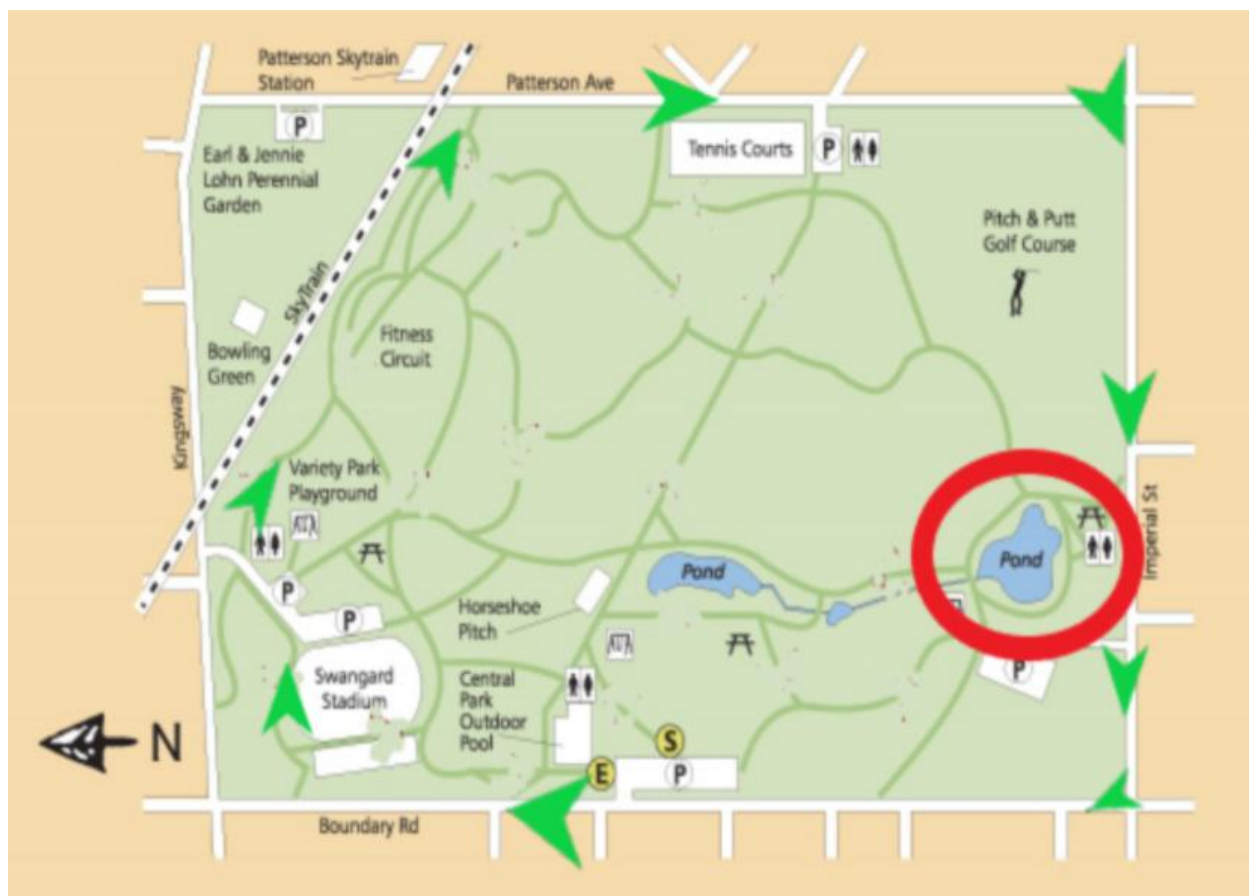 Patterson Skytrain
Station
Patterson Ave
P
Earl & Jennie
Lohn Perennial
Garden
Tennis Courts
P
Pitch & Putt
Golf Course
SkyTrain
Bowling
Green
Fitness
Circuit
Kingsway
Variety Park
Playground
Imperial St
Pond
Pond
P
P
Horseshoe
Pitch
Swangard
Stadium
Central
Park
Outdoor
Pool
P
N
S
E
P
Boundary Rd